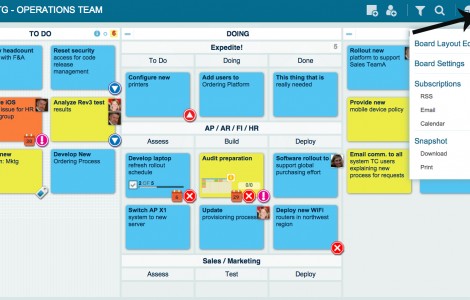 TG - OPERATIONS TEAM
TO DO
6
DOING
Expedite!
5
To Do
Doing
Done
headcount
with F&A
Reset security
access for code
release
management
Configure new
printers
Add users to
Ordering Platform
This thing that is
really needed
Rollout new
platform to support
Sales TeamA
iOS
issue for HR
group
Analyze Rev3 test
results
Provide new
mobile device policy
AP / AR / FI / HR
Assess
Build
Deploy
Mktg
Develop New
Ordering Process
Develop laptop
refresh rollout
schedule
2 OF 3
Audit preparation
Software rollout to
support global
purchasing effort
Email comm. to all
system TC users
explaining new
process for requests
Switch AP X1
system to new
server
Update
provisioning process
Deploy new WiFi
routers in northwest
region
Sales / Marketing
Assess
Test
Deploy
Board Layout Ed
Board Settings
Subscriptions
RSS
Email
Calendar
Snapshot
Download
Print